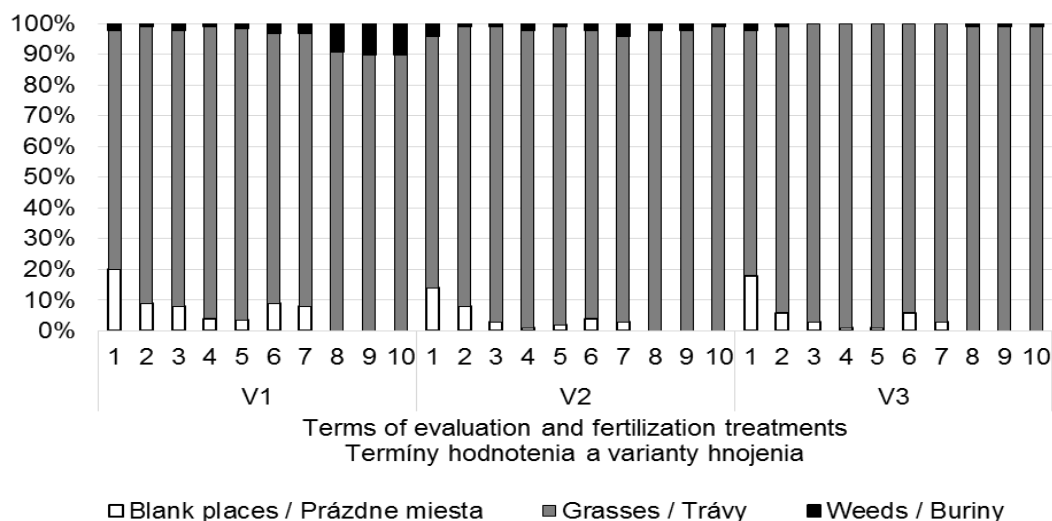 100%
90%
80%
70%
60%
50%
40%
30%
20%
10%
0%
1 2 3 4 5 6 7 8 9 10 1 2 3 4 5 6 7 8 9 10 1 2 3 4 5 6 7 8 9 10
V1 V2 V3
Terms of evaluation and fertilization treatments
Termíny hodnotenia a varianty hnojenia
Blank places / Prázdne miesta Grasses / Trávy Weeds / Buriny